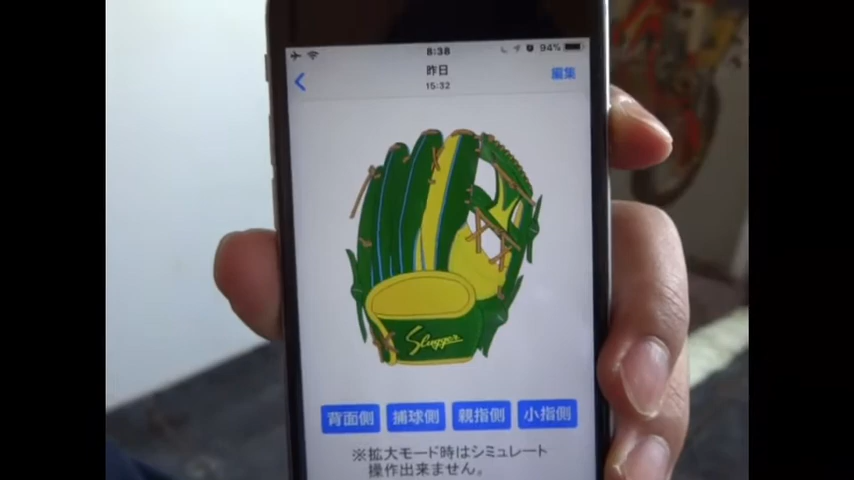 8:38
94%
昨日
編集
15:32
Slugger
背面側
捕球側
親指側
小指側
※拡大モード時はシミュレート
操作出来ません。